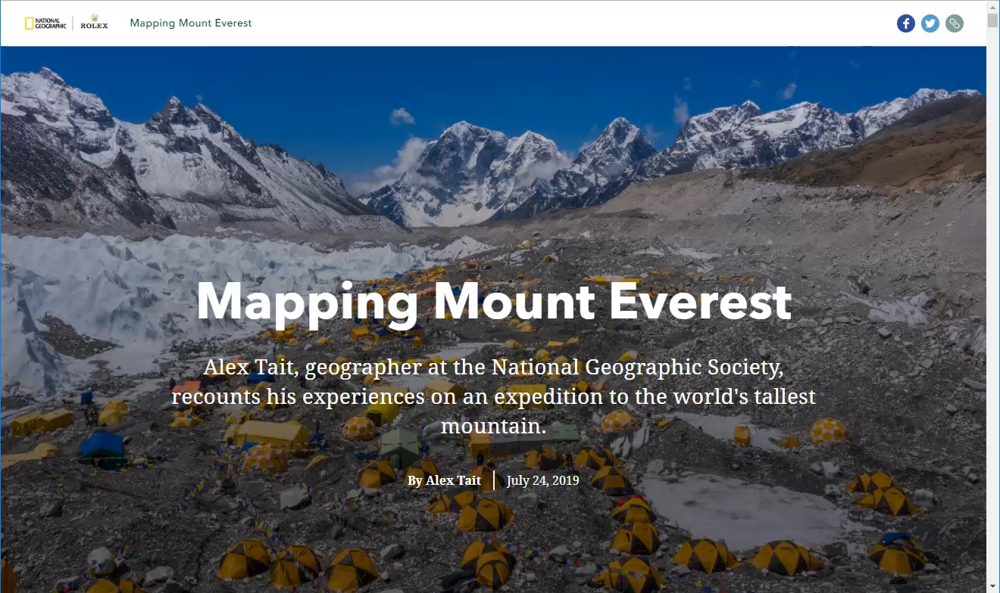 NATIONAL
GEOGRAPHIC
ROLEX
Mapping Mount Everest
Mapping Mount Everest
Alex Tait, geographer at the National Geographic Society,
recounts his experiences on an expedition to the world's tallest
mountain.
By Alex Tait
July 24, 2019